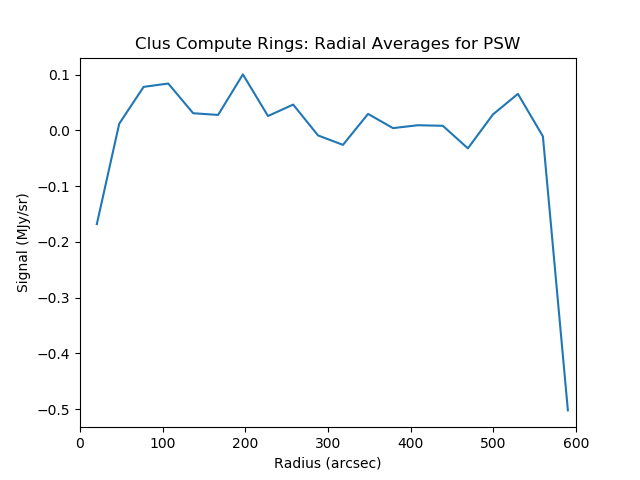 Clus Compute Rings: Radial Averages for PSW
0.1
0.0
−0.1
−0.2
−0.3
−0.4
−0.5
Signal (MJy/sr)
0 100 200 300 400 500 600
Radius (arcsec)